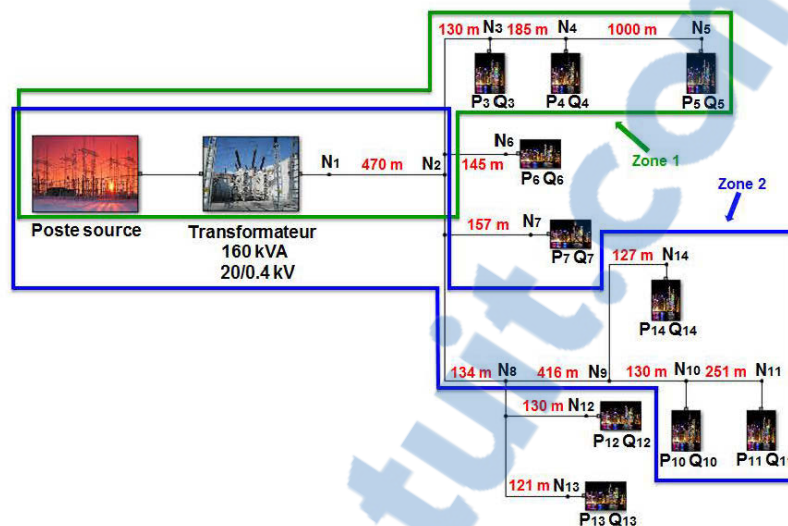 130 m N3 185 m N4 1000 m N5
P3 Q3 P4 Q4 P5 Q5
Zone 1
N1 470 m N2 145 m N6
P6 Q6
Zone 2
157 m N7
P7 Q7
Poste source Transformateur
160 kVA
20/0.4 kV
127 m N14
P14 Q14
134 m N8 416 m N9 130 m N10 251 m N11
130 m N12
P12 Q12
P10 Q10 P11
121 m N13
P13 Q13